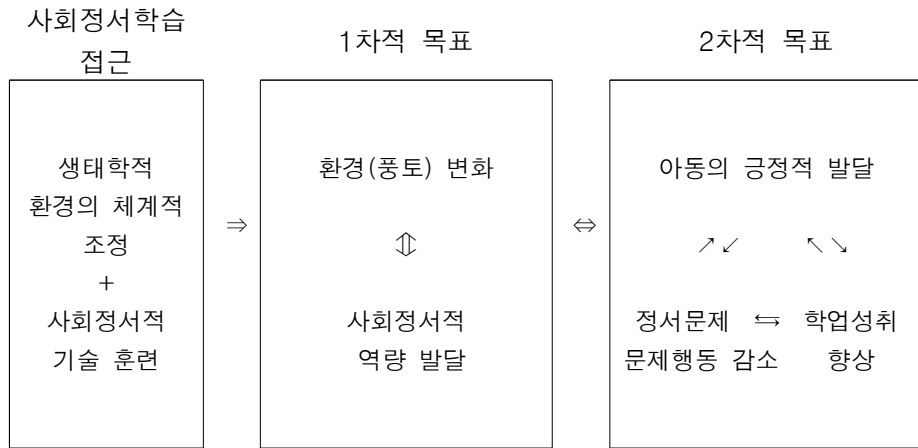 사회정서학습
접근
1차적 목표
2차적 목표
생태학적
환경의 체계적
조정
+
사회정서적
기술 훈련
⇒
환경(풍토) 변화
⇕
사회정서적
역량 발달
⇔
아동의 긍정적 발달
↗↙ ↖↘
정서문제 ⇆ 학업성취
문제행동 감소 향상